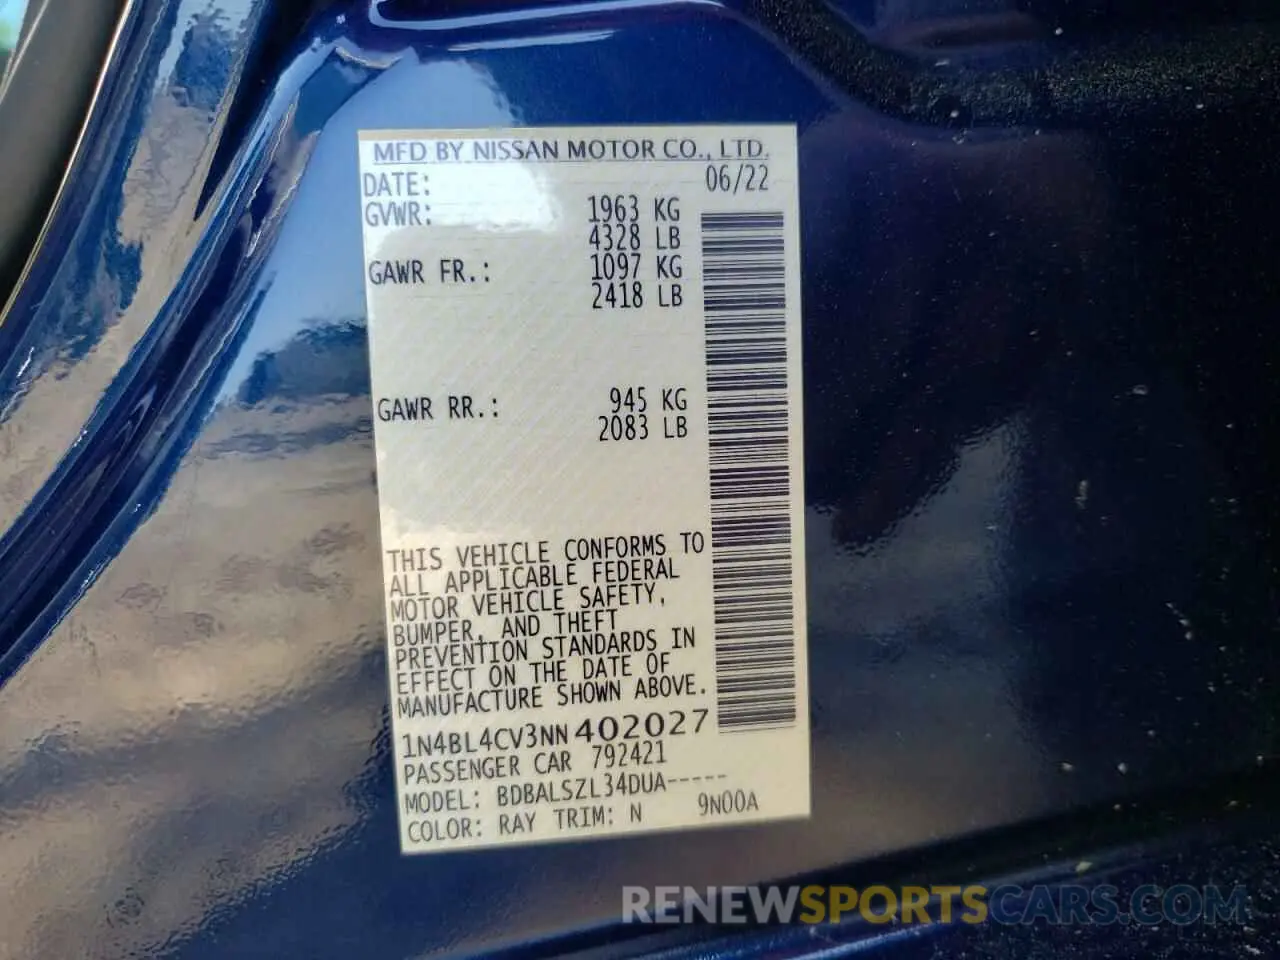 MFD BY NISSAN MOTOR CO., LTD.
DATE: 06/22
GVWR: 1963 KG
4328 LB
GAWR FR.: 1097 KG
2418 LB
GAWR RR.: 945 KG
2083 LB
THIS VEHICLE CONFORMS TO
ALL APPLICABLE FEDERAL
MOTOR VEHICLE SAFETY,
BUMPER, AND THEFT
PREVENTION STANDARDS IN
EFFECT ON THE DATE OF
MANUFACTURE SHOWN ABOVE.
1N4BL4CV3NN402027
PASSENGER CAR 792421
MODEL: BDBALSZL34DUA-----
COLOR: RAY TRIM: N 9N00A
RENEWSPORTSCARS.COM